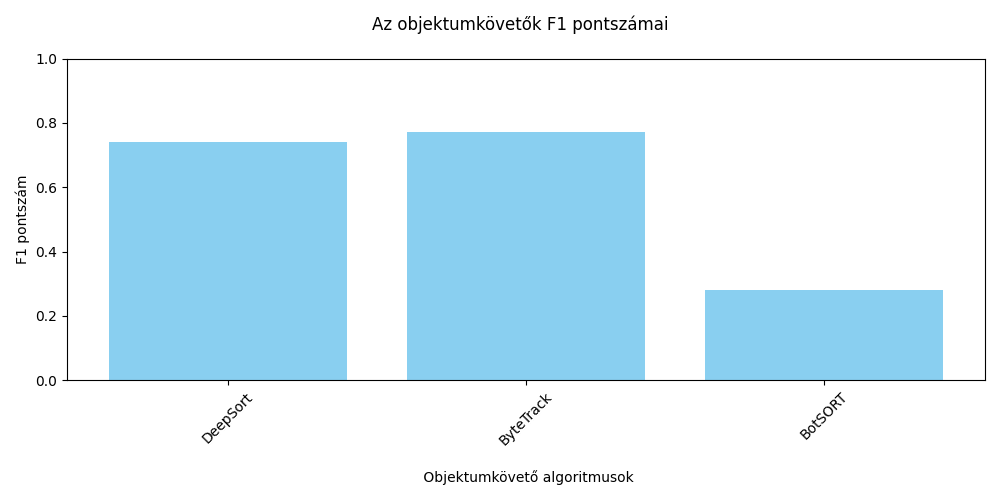 Az objektumkövetők F1 pontszámai
1.0
0.8
0.6
0.4
0.2
0.0
F1 pontszám
DeepSort
ByteTrack
BotSORT
Objektumkövető algoritmusok